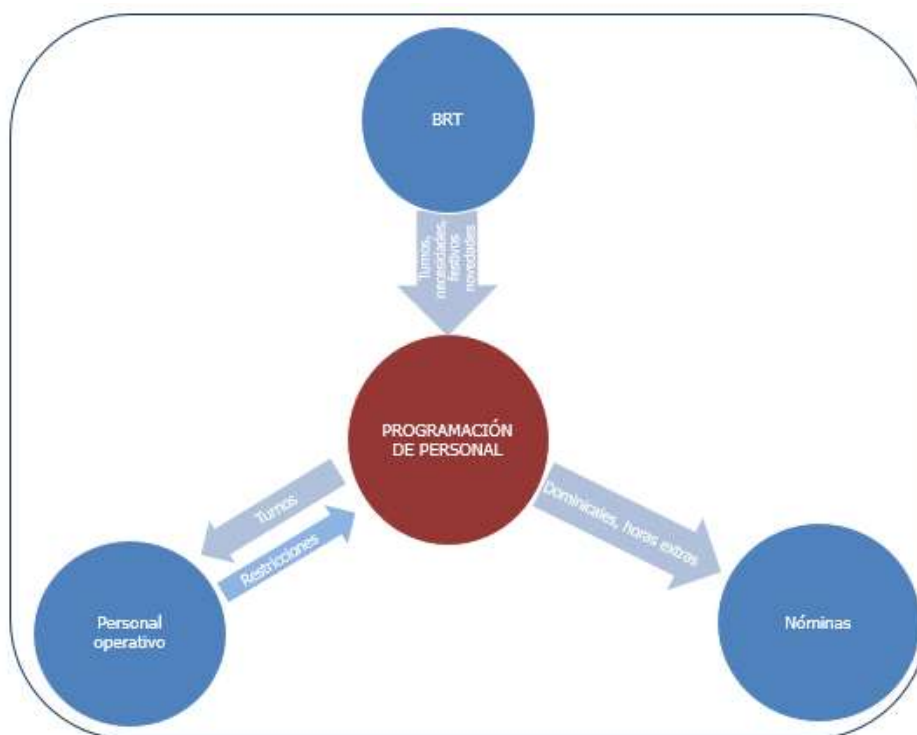 BRT
Turnos,
necesidades,
festivos
novedades
PROGRAMACIÓN
DE PERSONAL
Turnos
Restricciones
Dominicales, horas extras
Personal
operativo
Nóminas